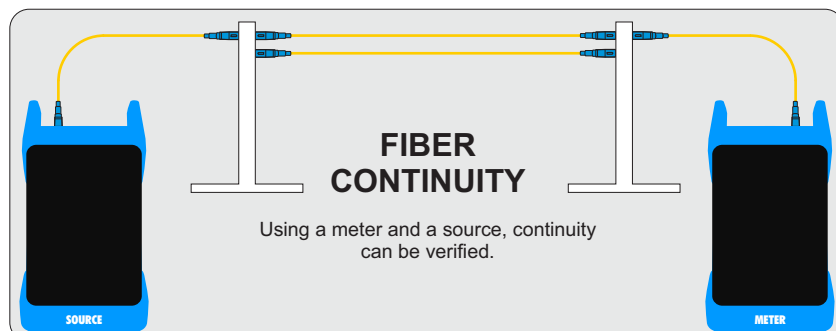 FIBER
CONTINUITY
Using a meter and a source, continuity
can be verified.
SOURCE
METER